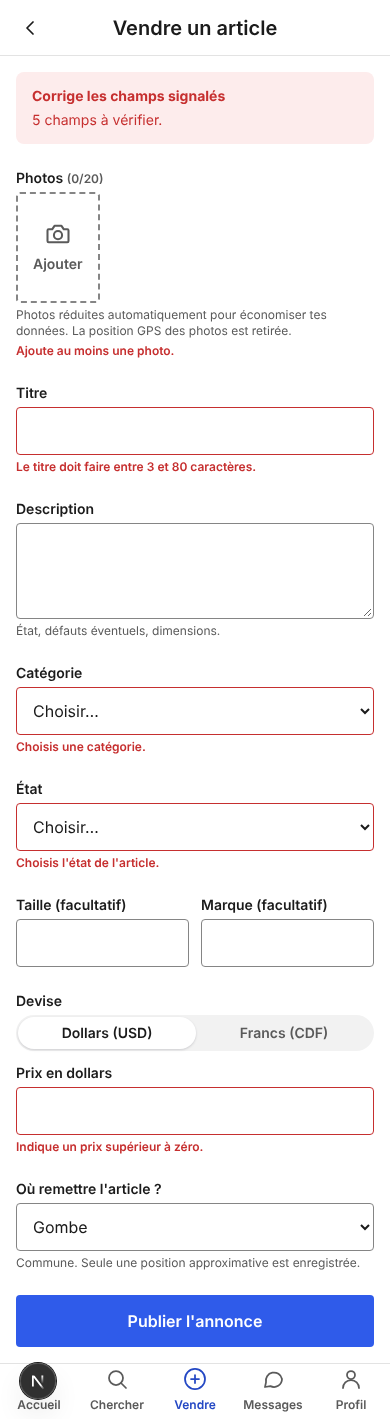 Vendre un article
Corrige les champs signalés
5 champs à vérifier.
Photos (0/20)
Ajouter
Photos réduites automatiquement pour économiser tes
données. La position GPS des photos est retirée.
Ajoute au moins une photo.
Titre
Le titre doit faire entre 3 et 80 caractères.
Description
État, défauts éventuels, dimensions.
Catégorie
Choisir...
Choisis une catégorie.
État
Choisir...
Choisis l'état de l'article.
Taille (facultatif) Marque (facultatif)
Devise
Dollars (USD) Francs (CDF)
Prix en dollars
Indique un prix supérieur à zéro.
Où remettre l'article ?
Gombe
Commune. Seule une position approximative est enregistrée.
Publier l'annonce
N
Accueil Chercher Vendre Messages Profil